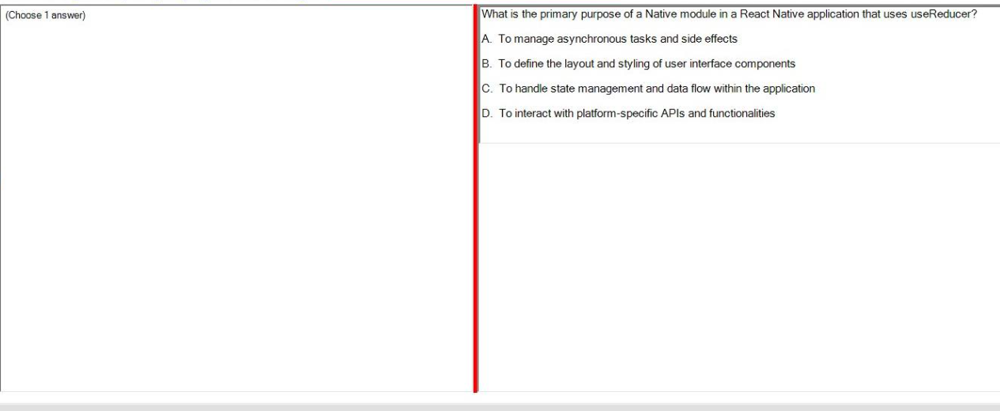 (Choose 1 answer)
What is the primary purpose of a Native module in a React Native application that uses useReducer?
A. To manage asynchronous tasks and side effects
B. To define the layout and styling of user interface components
C. To handle state management and data flow within the application
D. To interact with platform-specific APIs and functionalities